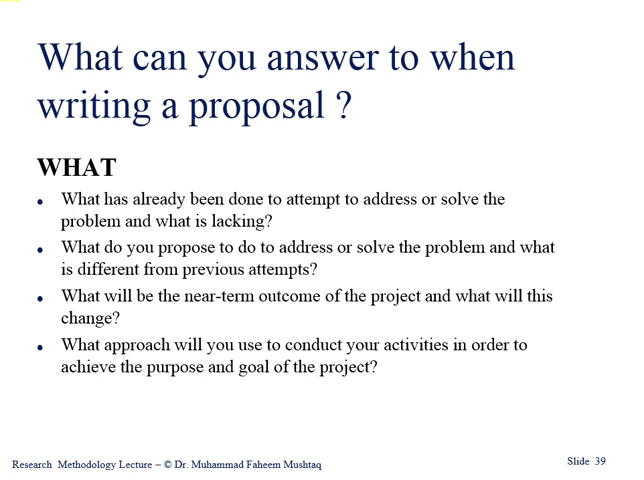 What can you answer to when
writing a proposal ?
WHAT
• What has already been done to attempt to address or solve the
problem and what is lacking?
• What do you propose to do to address or solve the problem and what
is different from previous attempts?
• What will be the near-term outcome of the project and what will this
change?
• What approach will you use to conduct your activities in order to
achieve the purpose and goal of the project?
Research Methodology Lecture – © Dr. Muhammad Faheem Mushtaq
Slide 39